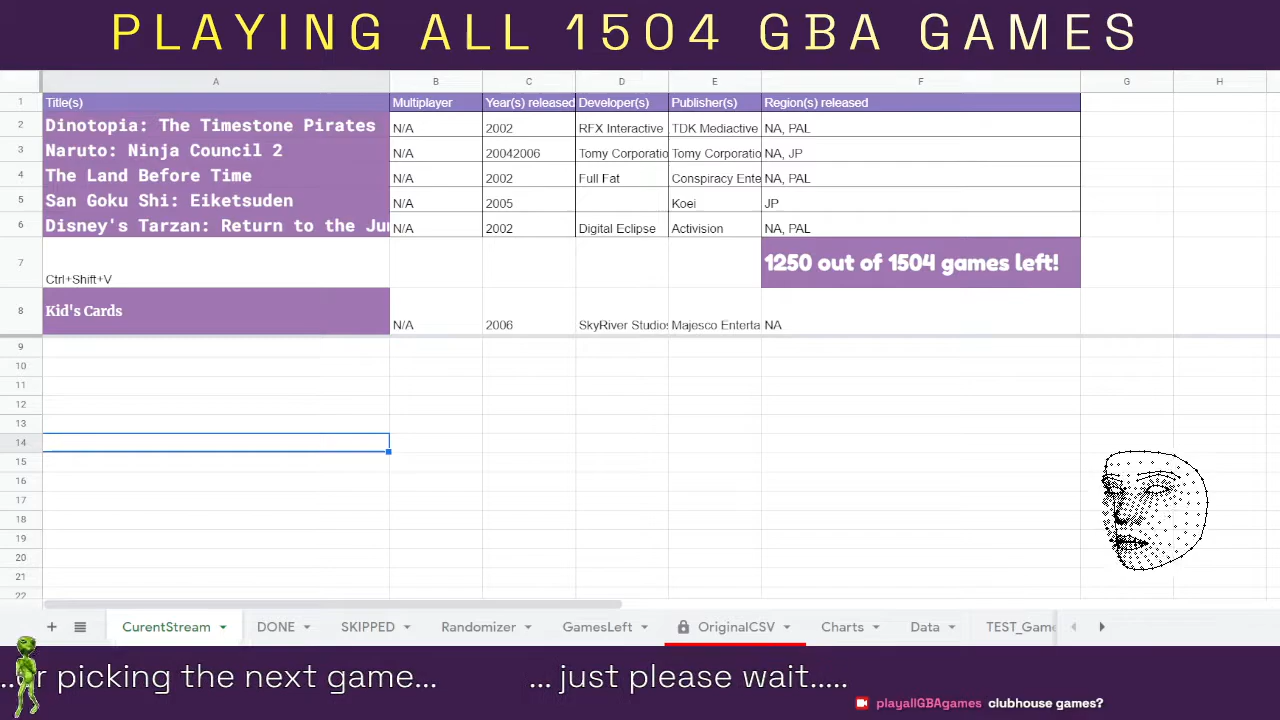 PLAYING ALL 1504 GBA GAMES
A B C D E F G H
1 Title(s) Multiplayer Year(s) released Developer(s) Publisher(s) Region(s) released
2 Dinotopia: The Timestone Pirates N/A 2002 RFX Interactive TDK Mediactive NA, PAL
3 Naruto: Ninja Council 2 N/A 20042006 Tomy Corporatio Tomy Corporatio NA, JP
4 The Land Before Time N/A 2002 Full Fat Conspiracy Ente NA, PAL
5 San Goku Shi: Eiketsuden 2005 Koei JP
6 Disney's Tarzan: Return to the Ju N/A 2002 Digital Eclipse Activision NA, PAL
7 Ctrl+Shift+V 1250 out of 1504 games left!
8 Kid's Cards N/A 2006 SkyRiver Studios Majesco Enterta NA
9
10
11
12
13
14
15
16
17
18
19
20
21
22
+ CurentStream DONE SKIPPED Randomizer GamesLeft OriginalCSV Charts Data TEST_Game
picking the next game... ... just please wait.....
playallGBAgames clubhouse games?